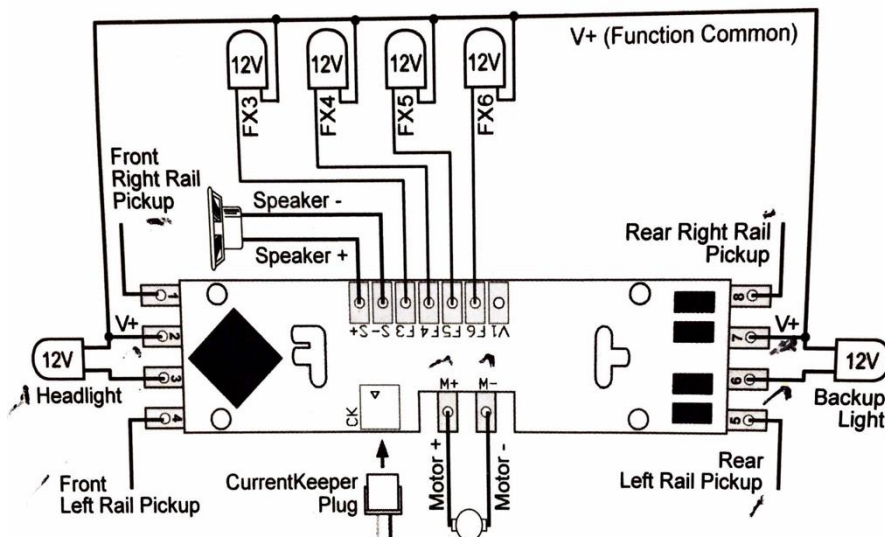 V+ (Function Common)
12V
12V
12V
12V
FX3
FX4
FX5
FX6
Front
Right Rail
Pickup
Speaker -
Speaker +
Rear Right Rail
Pickup
1
S+
S-
F3
F4
F5
F6
V1
8
V+
2
7
V+
12V
Headlight
3
6
12V
Backup
Light
4
CK
M+
M-
5
Front
Left Rail Pickup
CurrentKeeper
Plug
Motor +
Motor -
Rear
Left Rail Pickup